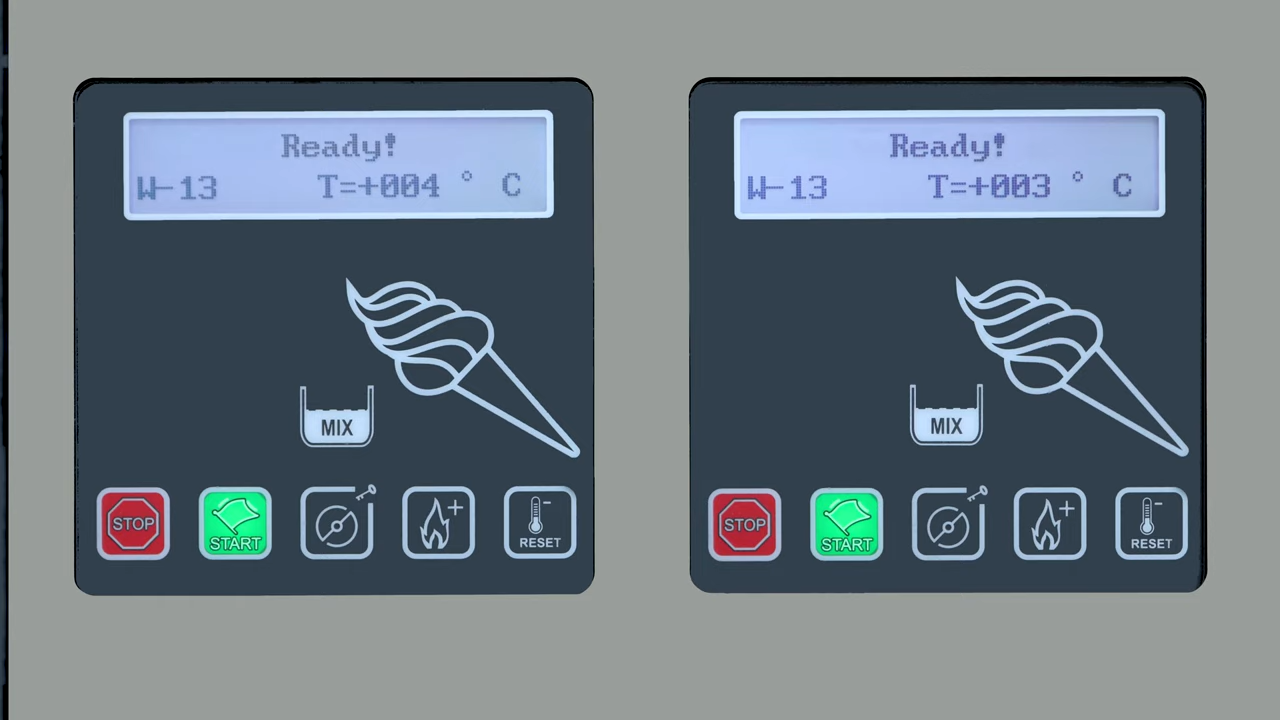 Ready!
W-13 T=+004 ° C
MIX
STOP
START
RESET
Ready!
W-13 T=+003 ° C
MIX
STOP
START
RESET